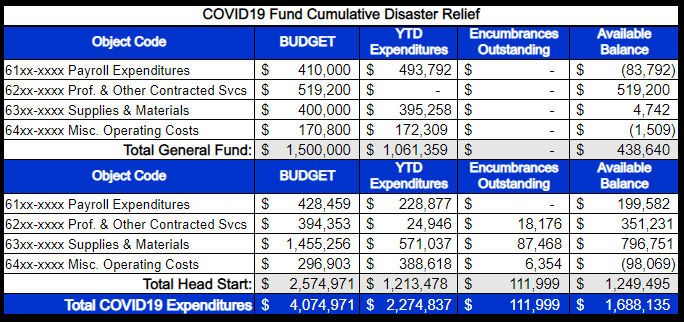 COVID19 Fund Cumulative Disaster Relief
Object Code BUDGET YTD Expenditures Encumbrances Outstanding Available Balance
61xx-xxxx Payroll Expenditures $ 410,000 $ 493,792 $ - $ (83,792)
62xx-xxxx Prof. & Other Contracted Svcs $ 519,200 $ - $ - $ 519,200
63xx-xxxx Supplies & Materials $ 400,000 $ 395,258 $ - $ 4,742
64xx-xxxx Misc. Operating Costs $ 170,800 $ 172,309 $ - $ (1,509)
Total General Fund: $ 1,500,000 $ 1,061,359 $ - $ 438,640
Object Code BUDGET YTD Expenditures Encumbrances Outstanding Available Balance
61xx-xxxx Payroll Expenditures $ 428,459 $ 228,877 $ - $ 199,582
62xx-xxxx Prof. & Other Contracted Svcs $ 394,353 $ 24,946 $ 18,176 $ 351,231
63xx-xxxx Supplies & Materials $ 1,455,256 $ 571,037 $ 87,468 $ 796,751
64xx-xxxx Misc. Operating Costs $ 296,903 $ 388,618 $ 6,354 $ (98,069)
Total Head Start: $ 2,574,971 $ 1,213,478 $ 111,999 $ 1,249,495
Total COVID19 Expenditures $ 4,074,971 $ 2,274,837 $ 111,999 $ 1,688,135